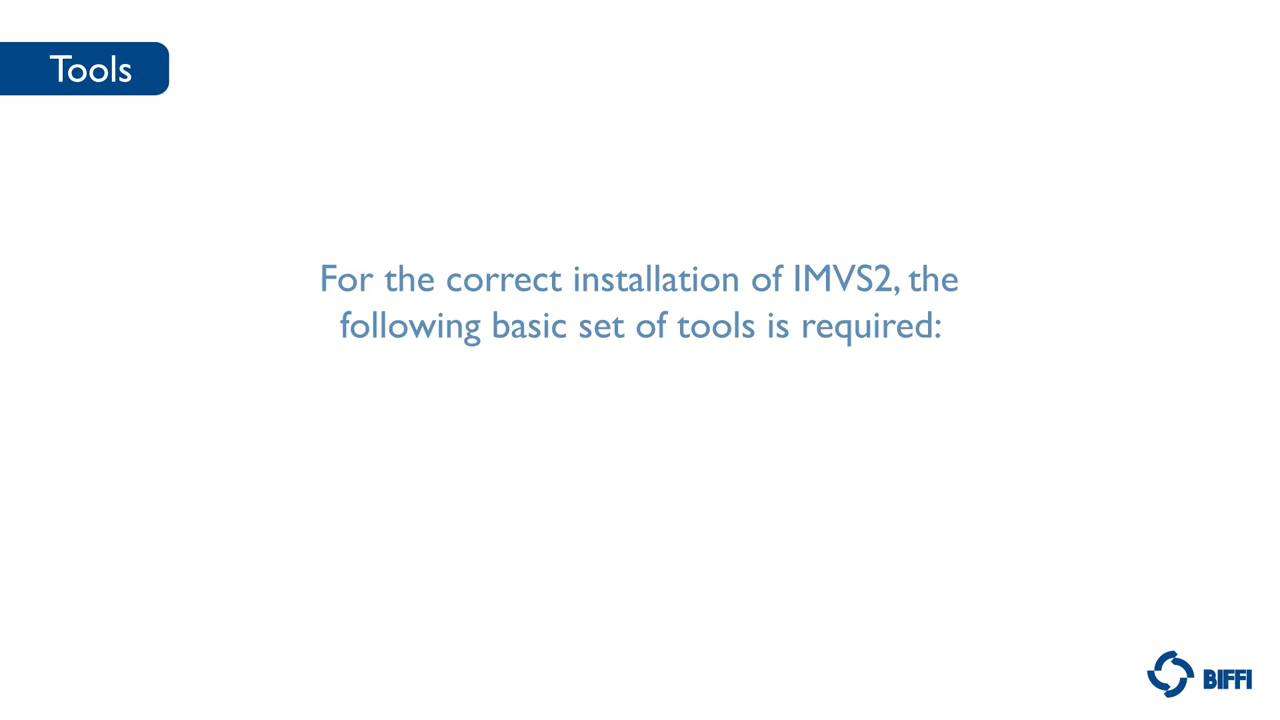 Tools
For the correct installation of IMVS2, the
following basic set of tools is required:
BIFFI